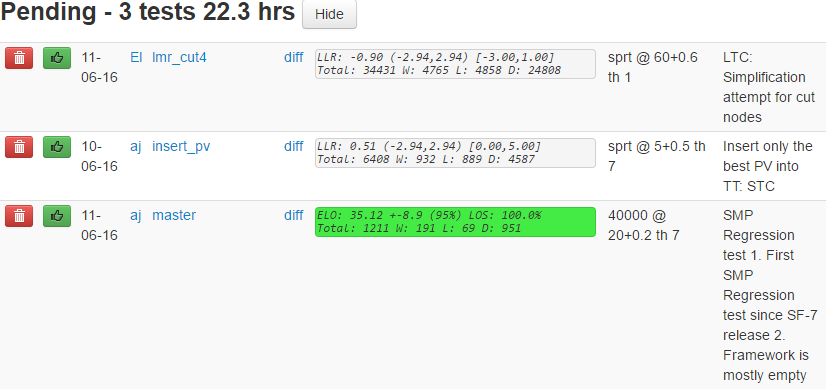 Pending - 3 tests 22.3 hrs Hide
11-06-16 El lmr_cut4 diff LLR: -0.90 (-2.94,2.94) [-3.00,1.00]
Total: 34431 W: 4765 L: 4858 D: 24808
sprt @ 60+0.6
th 1
LTC:
Simplification
attempt for cut
nodes
10-06-16 aj insert_pv diff LLR: 0.51 (-2.94,2.94) [0.00,5.00]
Total: 6408 W: 932 L: 889 D: 4587
sprt @ 5+0.5 th
7
Insert only the
best PV into
TT: STC
11-06-16 aj master diff ELO: 35.12 +-8.9 (95%) LOS: 100.0%
Total: 1211 W: 191 L: 69 D: 951
40000 @
20+0.2 th 7
SMP
Regression
test 1. First
SMP
Regression
test since SF-7
release 2.
Framework is
mostly empty